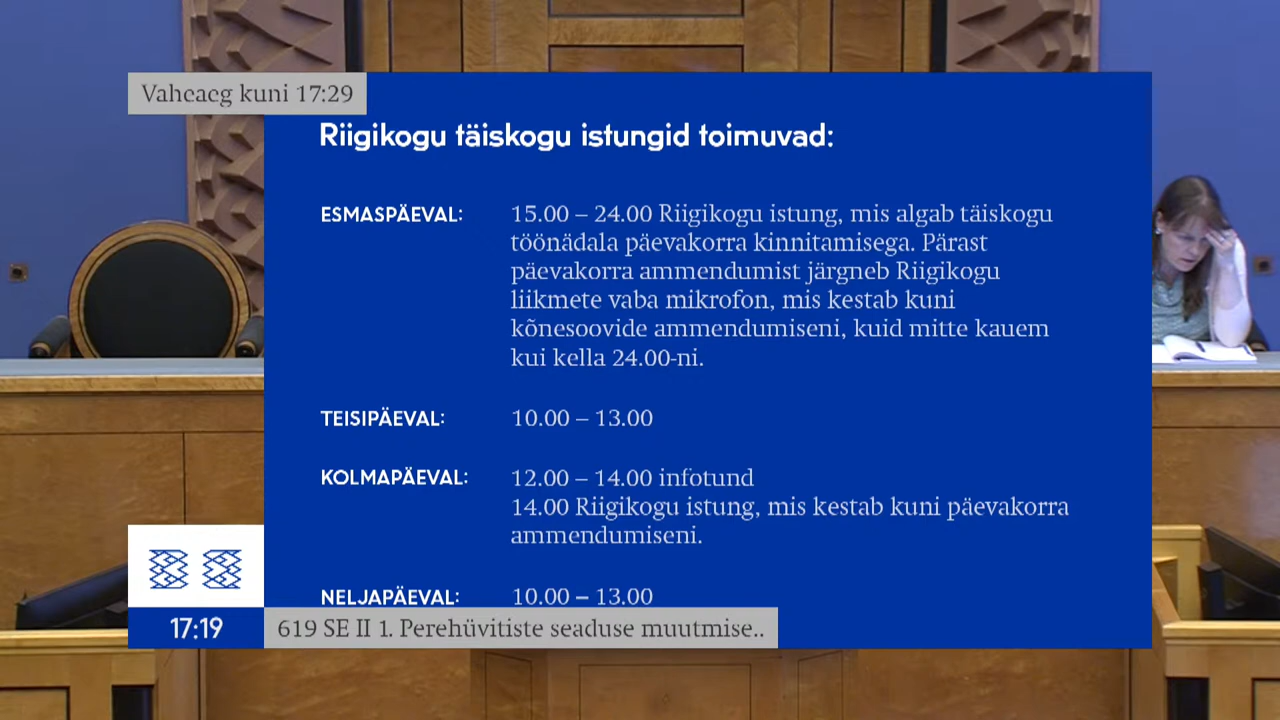 Vaheaeg kuni 17:29
Riigikogu täiskogu istungid toimuvad:
ESMASPÄEVAL:
15.00 – 24.00 Riigikogu istung, mis algab täiskogu
töönädala päevakorra kinnitamisega. Pärast
päevakorra ammendumist järgneb Riigikogu
liikmete vaba mikrofon, mis kestab kuni
kõnesoovide ammendumiseni, kuid mitte kauem
kui kella 24.00-ni.
TEISIPÄEVAL:
10.00 – 13.00
KOLMAPÄEVAL:
12.00 – 14.00 infotund
14.00 Riigikogu istung, mis kestab kuni päevakorra
ammendumiseni.
NELJAPÄEVAL:
10.00 – 13.00
17:19
619 SE II 1. Perehüvitiste seaduse muutmise..